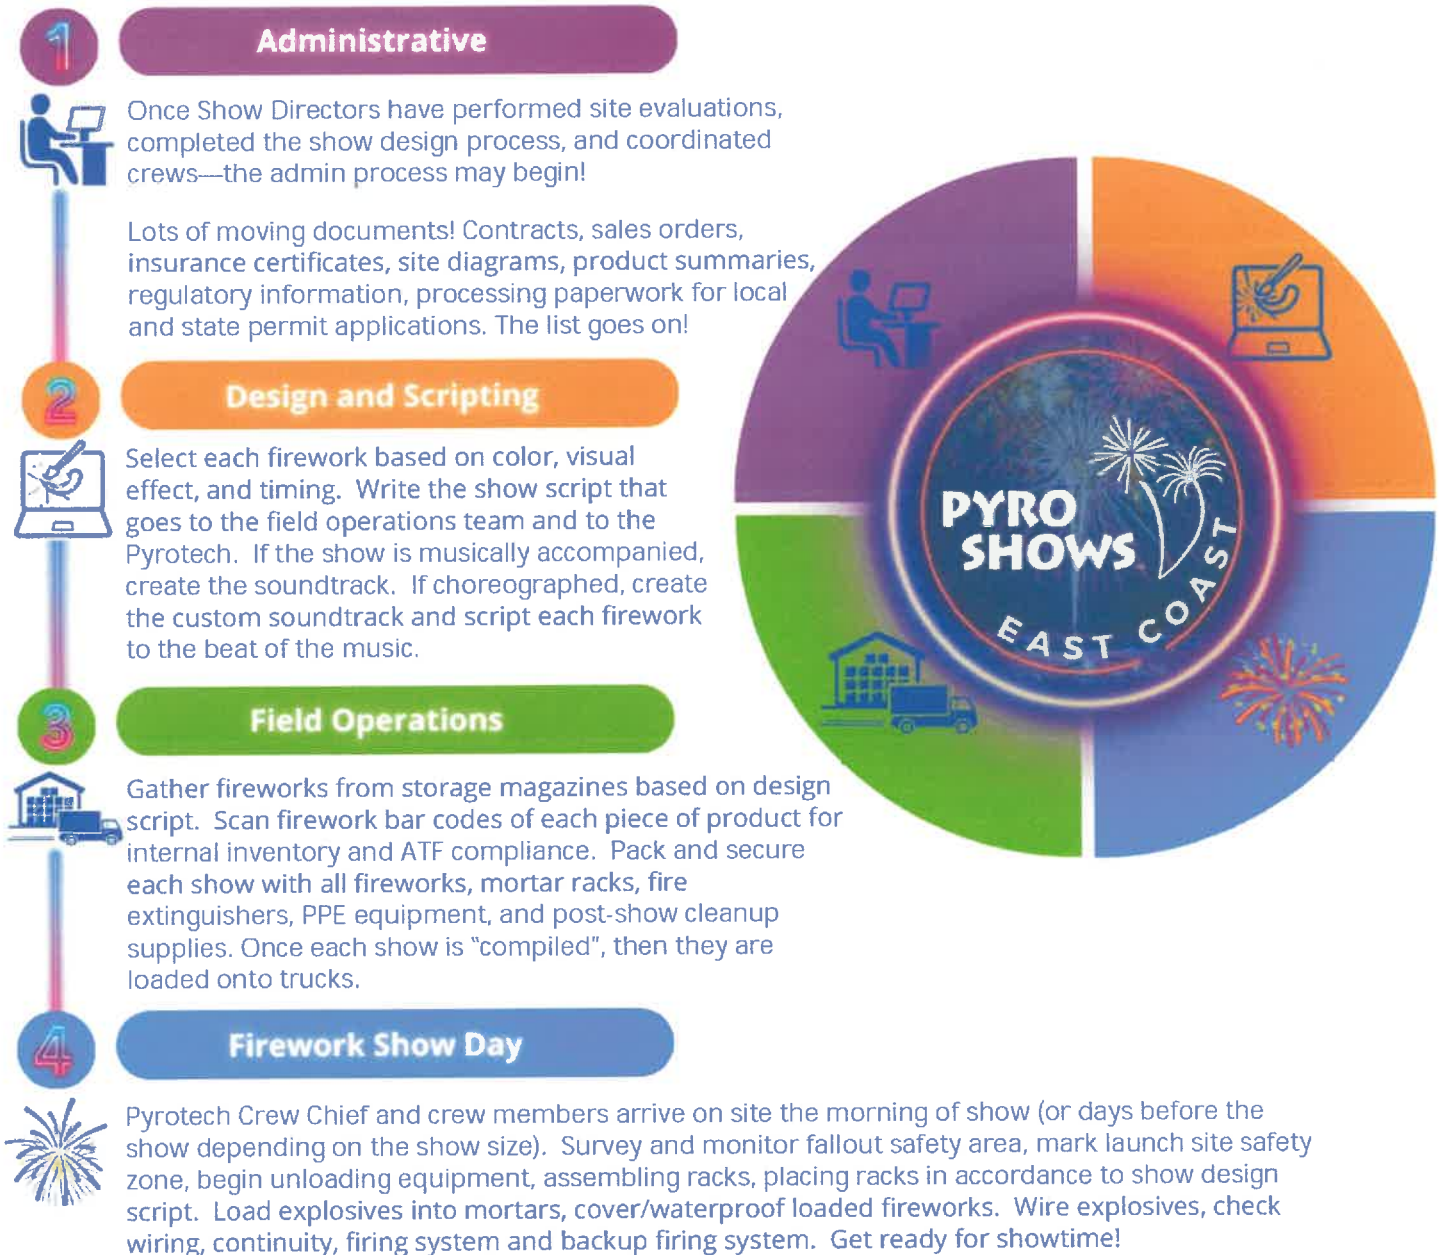 1
Administrative
Once Show Directors have performed site evaluations,
completed the show design process, and coordinated
crews—the admin process may begin!
Lots of moving documents! Contracts, sales orders,
insurance certificates, site diagrams, product summaries,
regulatory information, processing paperwork for local
and state permit applications. The list goes on!
2
Design and Scripting
Select each firework based on color, visual
effect, and timing.  Write the show script that
goes to the field operations team and to the
Pyrotech.  If the show is musically accompanied,
create the soundtrack.  If choreographed, create
the custom soundtrack and script each firework
to the beat of the music.
3
Field Operations
Gather fireworks from storage magazines based on design
script.  Scan firework bar codes of each piece of product for
internal inventory and ATF compliance.  Pack and secure
each show with all fireworks, mortar racks, fire
extinguishers, PPE equipment, and post-show cleanup
supplies. Once each show is "compiled", then they are
loaded onto trucks.
4
Firework Show Day
Pyrotech Crew Chief and crew members arrive on site the morning of show (or days before the
show depending on the show size).  Survey and monitor fallout safety area, mark launch site safety
zone, begin unloading equipment, assembling racks, placing racks in accordance to show design
script.  Load explosives into mortars, cover/waterproof loaded fireworks.  Wire explosives, check
wiring, continuity, firing system and backup firing system.  Get ready for showtime!
PYRO
SHOWS
EAST COAST